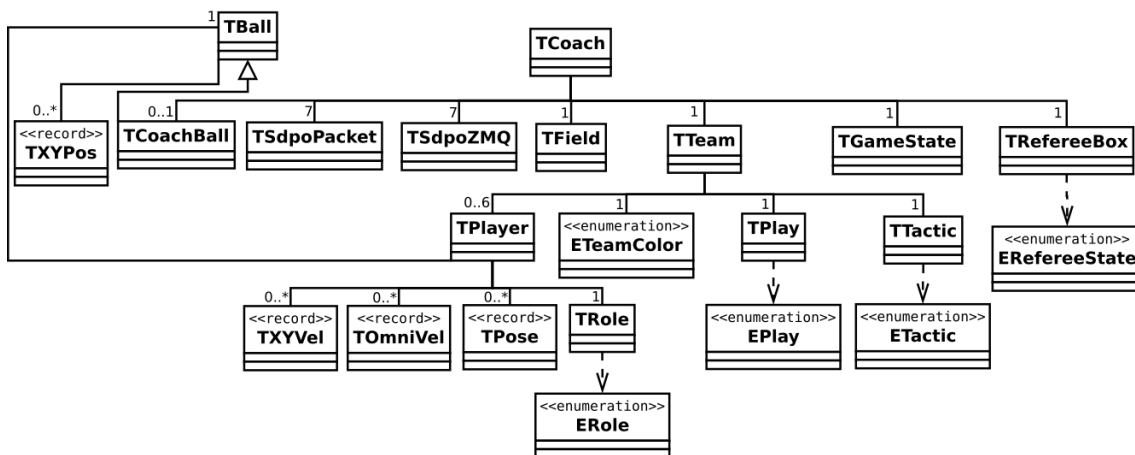 1
TBall
TCoach
0..*
0..1
7
7
1
1
1
1
<<record>>
TXYPos
TCoachBall
TSdpoPacket
TSdpoZMQ
TField
TTeam
TGameState
TRefereeBox
0..6
1
1
1
TPlayer
<<enumeration>>
ETeamColor
TPlay
TTactic
<<enumeration>>
ERefereeState
0..*
0..*
0..*
1
<<record>>
TXYVel
<<record>>
TOmniVel
<<record>>
TPose
TRole
<<enumeration>>
EPlay
<<enumeration>>
ETactic
<<enumeration>>
ERole